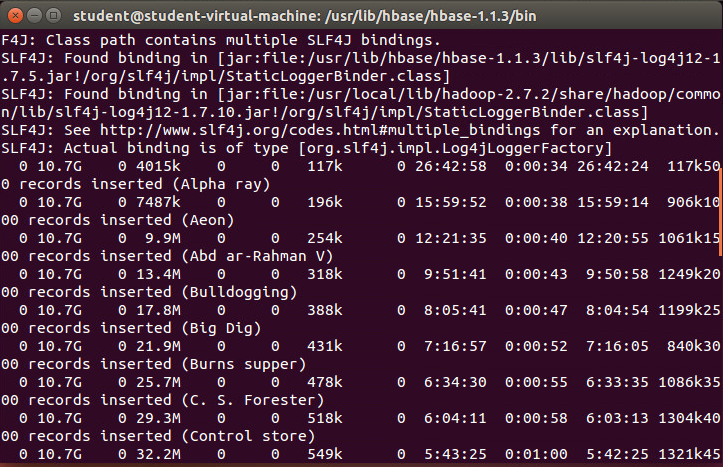 student@student-virtual-machine: /usr/lib/hbase/hbase-1.1.3/bin
F4J: Class path contains multiple SLF4J bindings.
SLF4J: Found binding in [jar:file:/usr/lib/hbase/hbase-1.1.3/lib/slf4j-log4j12-1
.7.5.jar!/org/slf4j/impl/StaticLoggerBinder.class]
SLF4J: Found binding in [jar:file:/usr/local/lib/hadoop-2.7.2/share/hadoop/commo
n/lib/slf4j-log4j12-1.7.10.jar!/org/slf4j/impl/StaticLoggerBinder.class]
SLF4J: See http://www.slf4j.org/codes.html#multiple_bindings for an explanation.
SLF4J: Actual binding is of type [org.slf4j.impl.Log4jLoggerFactory]
  0 10.7G    0 4015k    0     0   117k      0 26:42:58  0:00:34 26:42:24  117k50
0 records inserted (Alpha ray)
  0 10.7G    0 7487k    0     0   196k      0 15:59:52  0:00:38 15:59:14  906k10
00 records inserted (Aeon)
  0 10.7G    0  9.9M    0     0   254k      0 12:21:35  0:00:40 12:20:55 1061k15
00 records inserted (Abd ar-Rahman V)
  0 10.7G    0 13.4M    0     0   318k      0  9:51:41  0:00:43  9:50:58 1249k20
00 records inserted (Bulldogging)
  0 10.7G    0 17.8M    0     0   388k      0  8:05:41  0:00:47  8:04:54 1199k25
00 records inserted (Big Dig)
  0 10.7G    0 21.9M    0     0   431k      0  7:16:57  0:00:52  7:16:05  840k30
00 records inserted (Burns supper)
  0 10.7G    0 25.7M    0     0   478k      0  6:34:30  0:00:55  6:33:35 1086k35
00 records inserted (C. S. Forester)
  0 10.7G    0 29.3M    0     0   518k      0  6:04:11  0:00:58  6:03:13 1304k40
00 records inserted (Control store)
  0 10.7G    0 32.2M    0     0   549k      0  5:43:25  0:01:00  5:42:25 1321k45